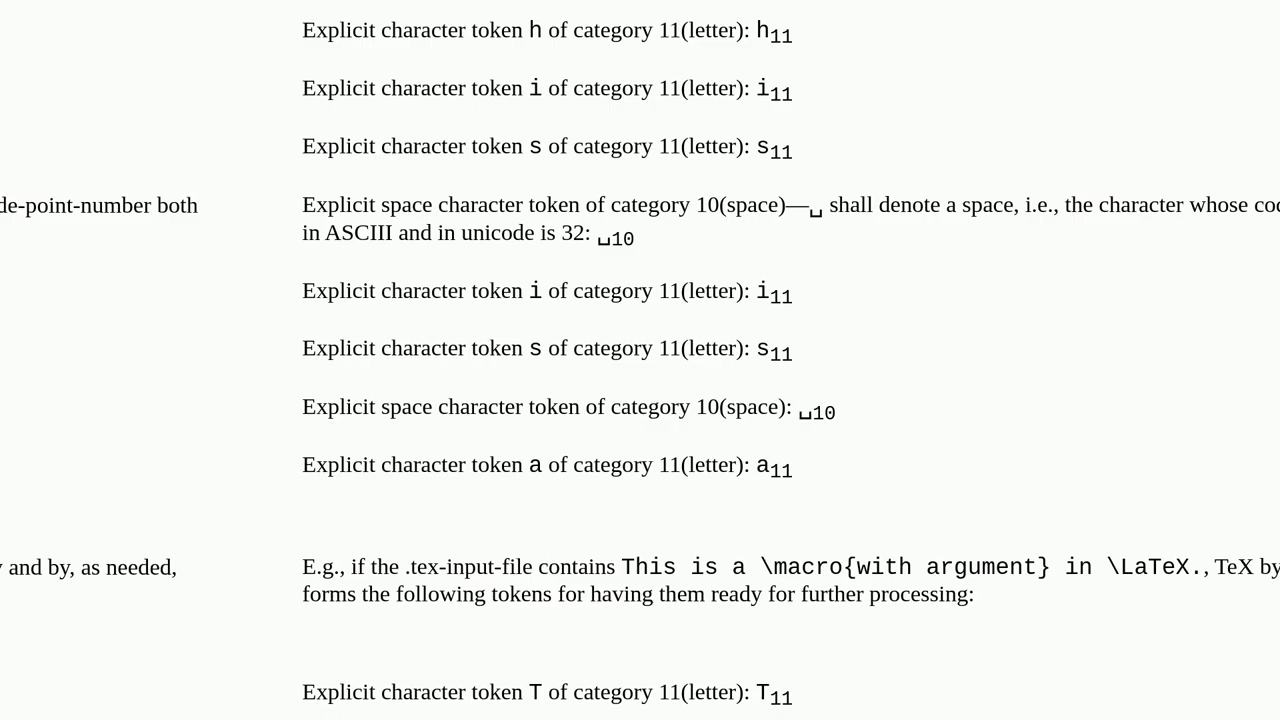 Explicit character token h of category 11(letter): h11
Explicit character token i of category 11(letter): i11
Explicit character token s of category 11(letter): s11
de-point-number both
Explicit space character token of category 10(space)—␣ shall denote a space, i.e., the character whose coc
in ASCIII and in unicode is 32: ␣10
Explicit character token i of category 11(letter): i11
Explicit character token s of category 11(letter): s11
Explicit space character token of category 10(space): ␣10
Explicit character token a of category 11(letter): a11
and by, as needed,
E.g., if the .tex-input-file contains This is a \macro{with argument} in \LaTeX., TeX by
forms the following tokens for having them ready for further processing:
Explicit character token T of category 11(letter): T11